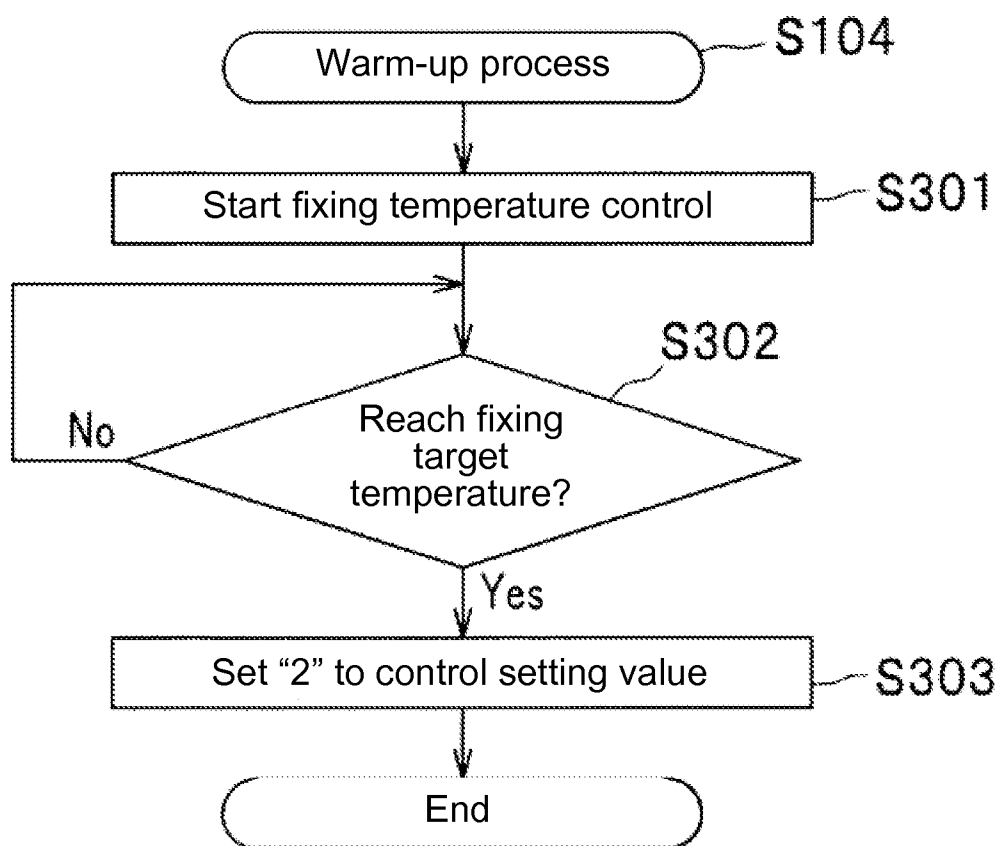 Warm-up process
S104
Start fixing temperature control
S301
S302
Reach fixing
target
temperature?
No
Yes
Set “2” to control setting value
S303
End